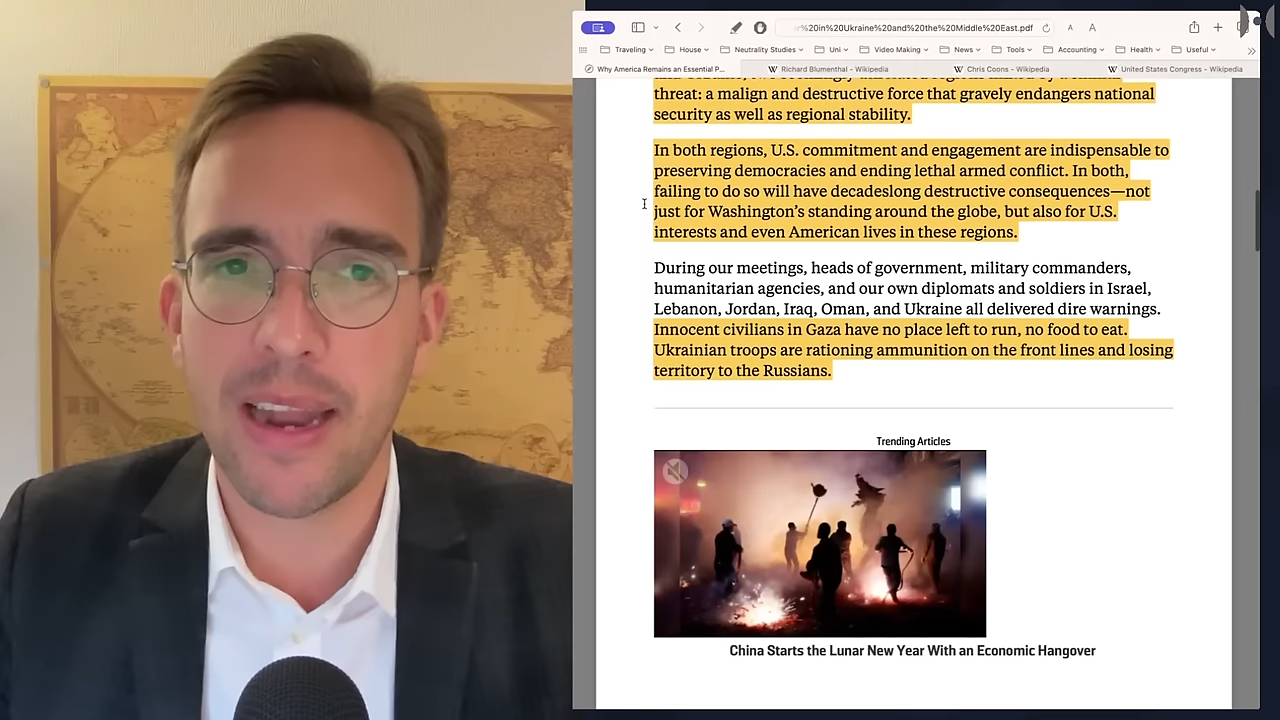 r%20in%20Ukraine%20and%20the%20Middle%20East.pdf
A A
Traveling House Neutrality Studies Uni Video Making News Tools Accounting Health Useful
Why America Remains an Essential P... Richard Blumenthal - Wikipedia Chris Coons - Wikipedia United States Congress - Wikipedia
threat: a malign and destructive force that gravely endangers national
security as well as regional stability.
In both regions, U.S. commitment and engagement are indispensable to
preserving democracies and ending lethal armed conflict. In both,
failing to do so will have decadeslong destructive consequences—not
just for Washington’s standing around the globe, but also for U.S.
interests and even American lives in these regions.
During our meetings, heads of government, military commanders,
humanitarian agencies, and our own diplomats and soldiers in Israel,
Lebanon, Jordan, Iraq, Oman, and Ukraine all delivered dire warnings.
Innocent civilians in Gaza have no place left to run, no food to eat.
Ukrainian troops are rationing ammunition on the front lines and losing
territory to the Russians.
Trending Articles
China Starts the Lunar New Year With an Economic Hangover